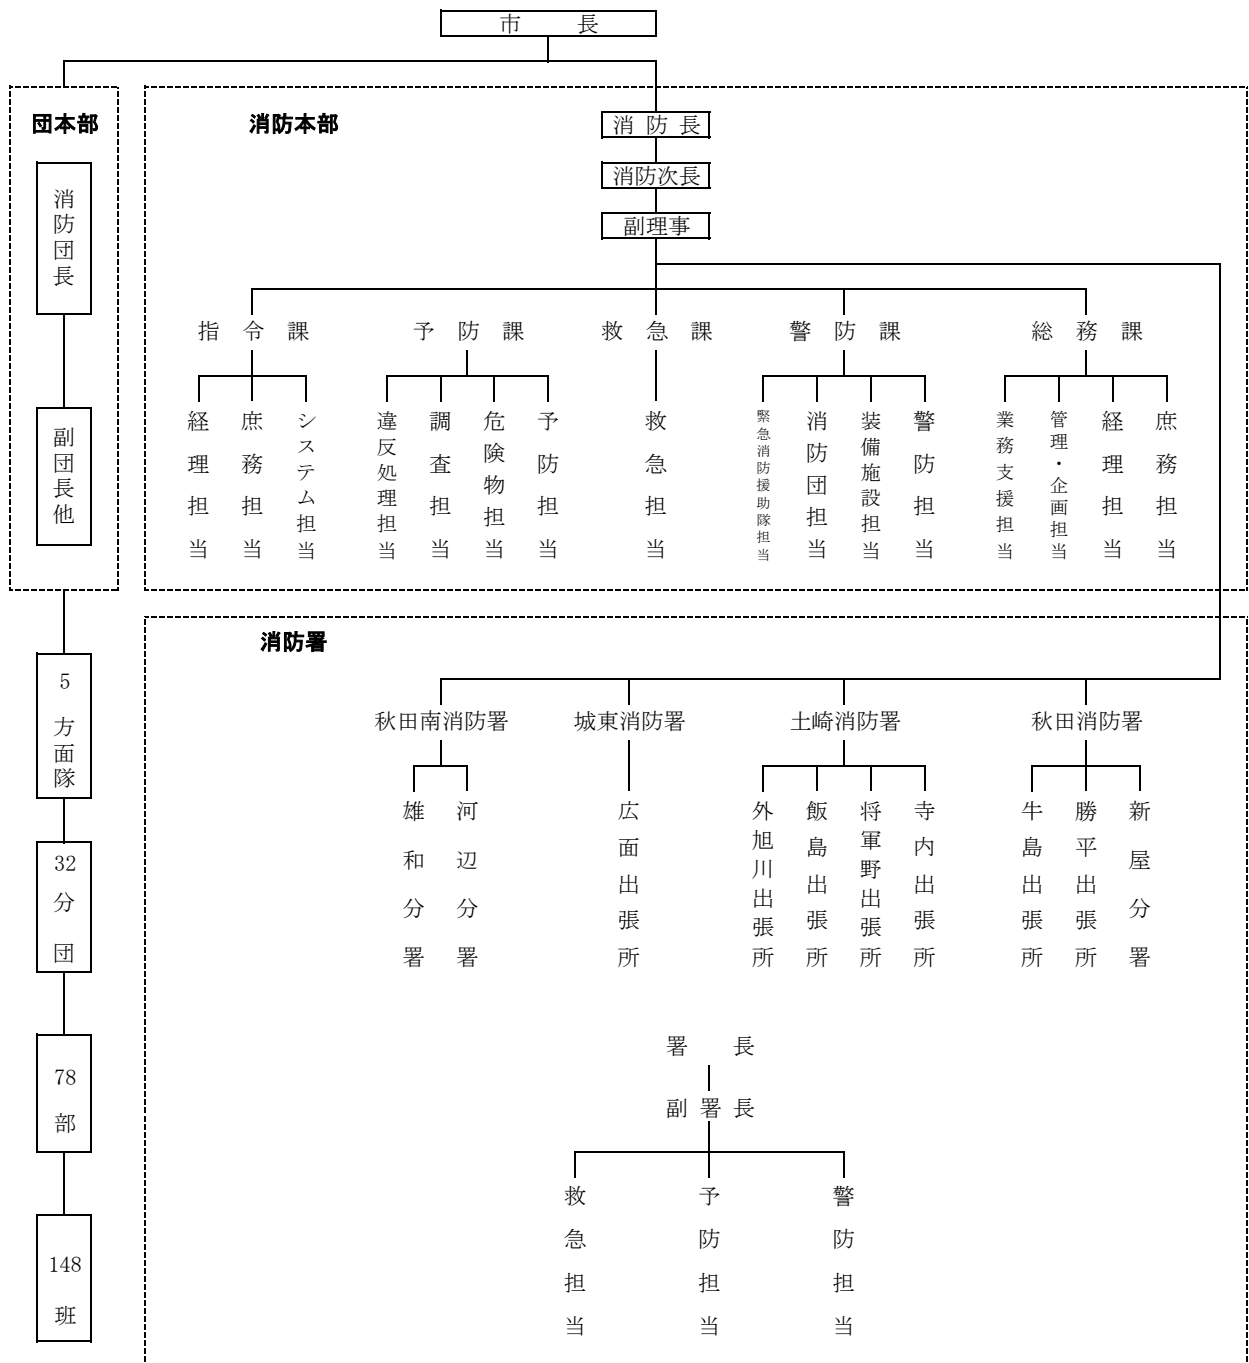 市長
団本部
消防本部
消防長
消防次長
副理事
消防団長
副団長他
指令課
予防課
救急課
警防課
総務課
経理担当
庶務担当
システム担当
違反処理担当
調査担当
危険物担当
予防担当
救急担当
緊急消防援助隊担当
消防団担当
装備施設担当
警防担当
業務支援担当
管理・企画担当
経理担当
庶務担当
消防署
5方面隊
32分団
78部
148班
秋田南消防署
城東消防署
土崎消防署
秋田消防署
雄和分署
河辺分署
広面出張所
外旭川出張所
飯島出張所
将軍野出張所
寺内出張所
牛島出張所
勝平出張所
新屋分署
署長
副署長
救急担当
予防担当
警防担当